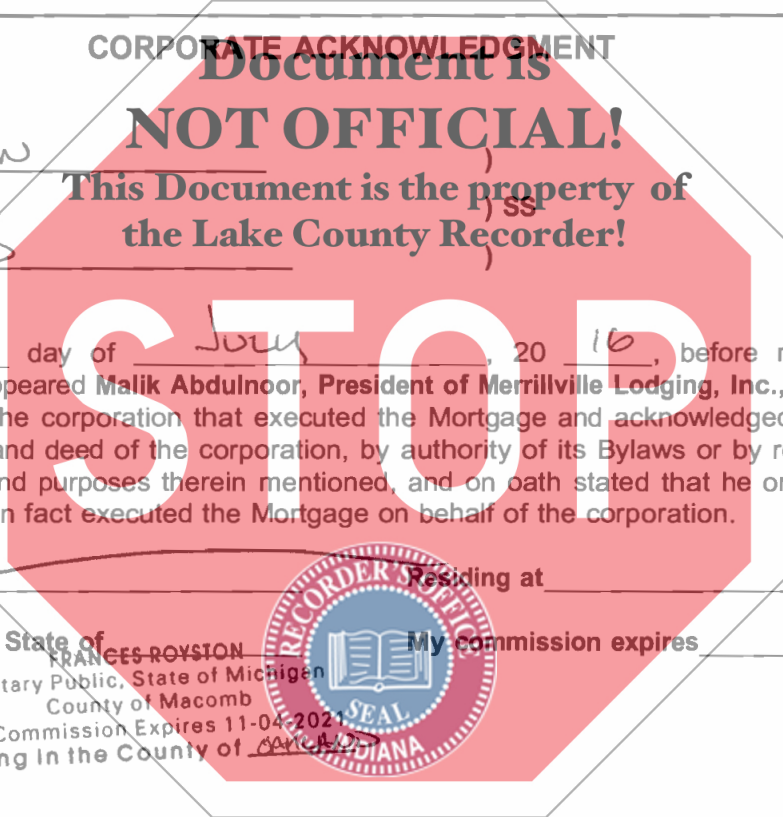 CORPORATE ACKNOWLEDGMENT
Document is
NOT OFFICIAL!
)
This Document is the property of
) SS
the Lake County Recorder!
)
STOP
day of July, 20 16, before
ppeared Malik Abdulnoor, President of Merrillville Lodging, Inc.,
he corporation that executed the Mortgage and acknowledged
and deed of the corporation, by authority of its Bylaws or by r
nd purposes therein mentioned, and on oath stated that he or
n fact executed the Mortgage on behalf of the corporation.
Residing at
RECORDER'S OFFICE
SEAL
INDIANA
State of
My commission expires
FRANCES ROYSTON
tary Public, State of Michigan
County of Macomb
Commission Expires 11-04-2021
ng in the County of